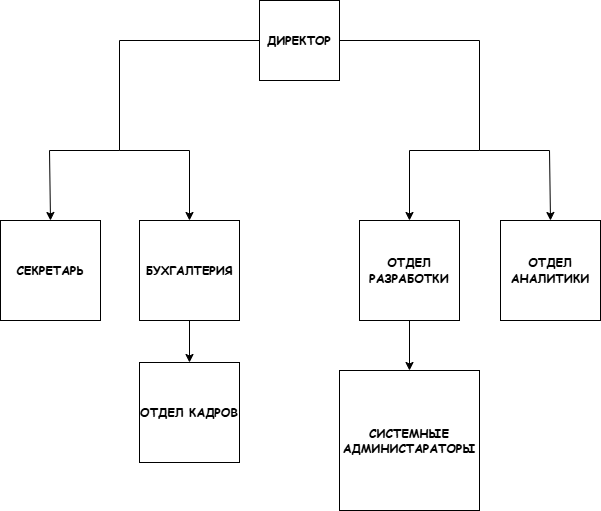 ДИРЕКТОР
СЕКРЕТАРЬ
БУХГАЛТЕРИЯ
ОТДЕЛ
РАЗРАБОТКИ
ОТДЕЛ
АНАЛИТИКИ
ОТДЕЛ КАДРОВ
СИСТЕМНЫЕ
АДМИНИСТАРАТОРЫ